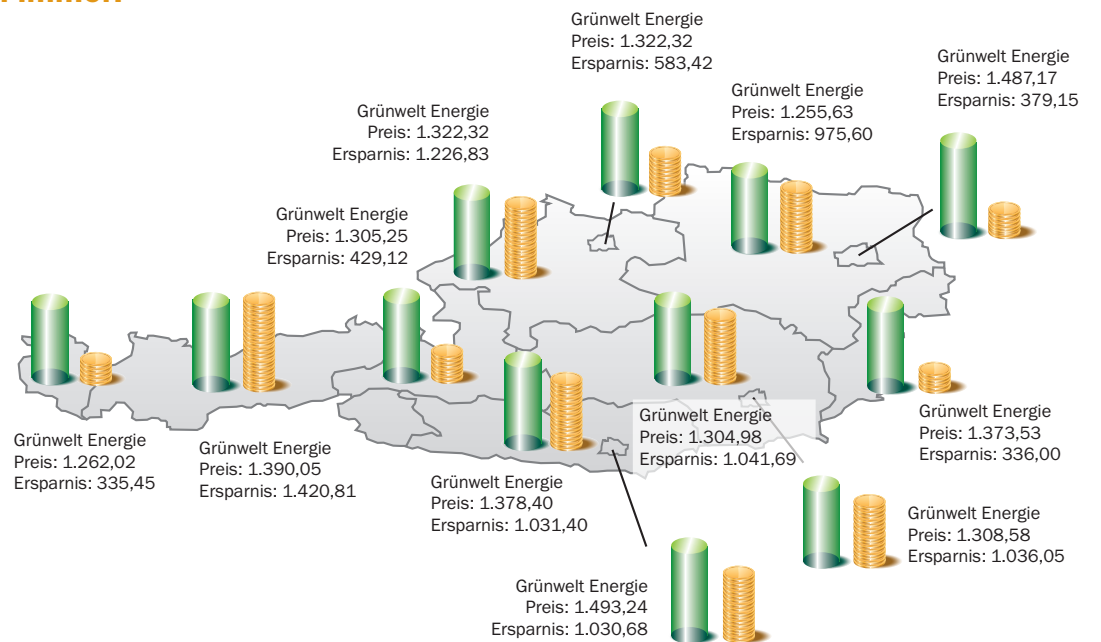 Grünwelt Energie
Preis: 1.322,32
Ersparnis: 583,42
Grünwelt Energie
Preis: 1.487,17
Ersparnis: 379,15
Grünwelt Energie
Preis: 1.255,63
Ersparnis: 975,60
Grünwelt Energie
Preis: 1.322,32
Ersparnis: 1.226,83
Grünwelt Energie
Preis: 1.305,25
Ersparnis: 429,12
Grünwelt Energie
Preis: 1.304,98
Ersparnis: 1.041,69
Grünwelt Energie
Preis: 1.373,53
Ersparnis: 336,00
Grünwelt Energie
Preis: 1.262,02
Ersparnis: 335,45
Grünwelt Energie
Preis: 1.390,05
Ersparnis: 1.420,81
Grünwelt Energie
Preis: 1.378,40
Ersparnis: 1.031,40
Grünwelt Energie
Preis: 1.308,58
Ersparnis: 1.036,05
Grünwelt Energie
Preis: 1.493,24
Ersparnis: 1.030,68